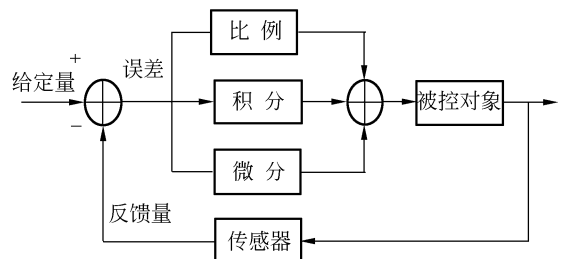 比 例
+
给定量
误差
积 分
被控对象
−
微 分
反馈量
传感器